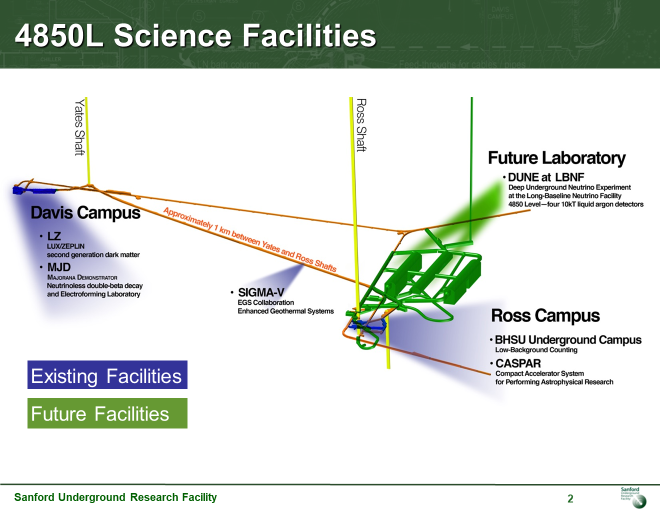 4850L Science Facilities
Yates Shaft
Ross Shaft
Future Laboratory
• DUNE at LBNF
Deep Underground Neutrino Experiment
at the Long-Baseline Neutrino Facility
4850 Level—four 10kT liquid argon detectors
Davis Campus
• LZ
LUX/ZEPLIN
second generation dark matter
• MJD
MAJORANA DEMONSTRATOR
Neutrinoless double-beta decay
and Electroforming Laboratory
Approximately 1 km between Yates and Ross Shafts
• SIGMA-V
EGS Collaboration
Enhanced Geothermal Systems
Ross Campus
• BHSU Underground Campus
Low-Background Counting
• CASPAR
Compact Accelerator System
for Performing Astrophysical Research
Existing Facilities
Future Facilities
Sanford Underground Research Facility
2
Sanford
Underground
Research
Facility